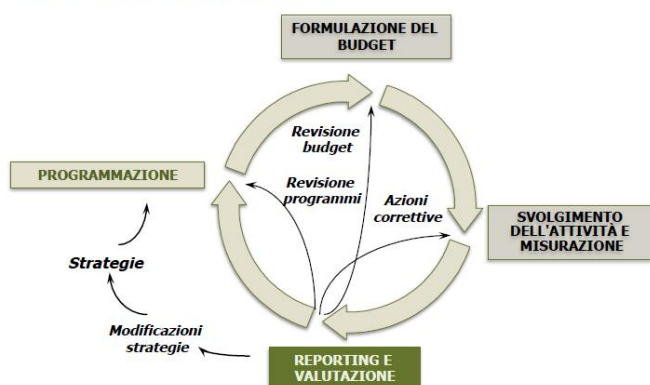 FORMULAZIONE DEL
BUDGET
Revisione
budget
PROGRAMMAZIONE
Revisione
programmi
Azioni
correttive
SVOLGIMENTO
DELL'ATTIVITÀ E
MISURAZIONE
Strategie
Modificazioni
strategie
REPORTING E
VALUTAZIONE